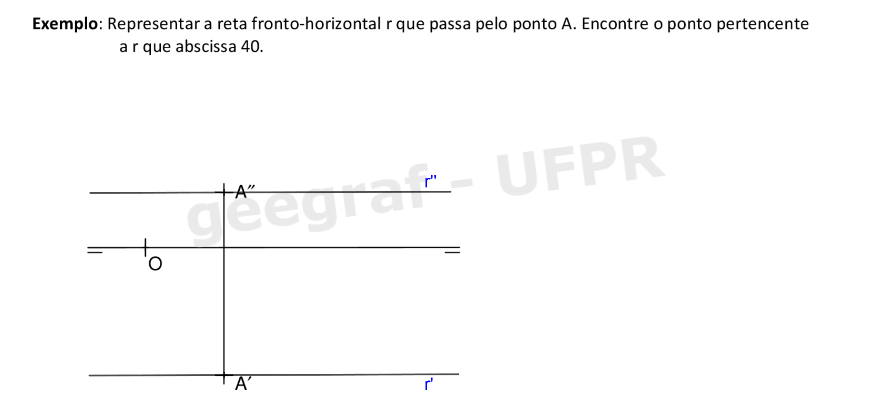 Exemplo: Representar a reta fronto-horizontal r que passa pelo ponto A. Encontre o ponto pertencente
a r que abscissa 40.
geegraf - UFPR
r"
A″
O
A′
r'